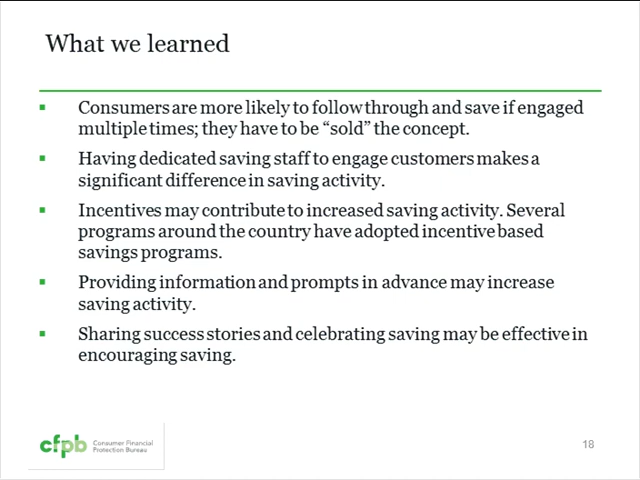 What we learned
Consumers are more likely to follow through and save if engaged
multiple times; they have to be “sold” the concept.
Having dedicated saving staff to engage customers makes a
significant difference in saving activity.
Incentives may contribute to increased saving activity. Several
programs around the country have adopted incentive based
savings programs.
Providing information and prompts in advance may increase
saving activity.
Sharing success stories and celebrating saving may be effective in
encouraging saving.
cfpb
Consumer Financial
Protection Bureau
18